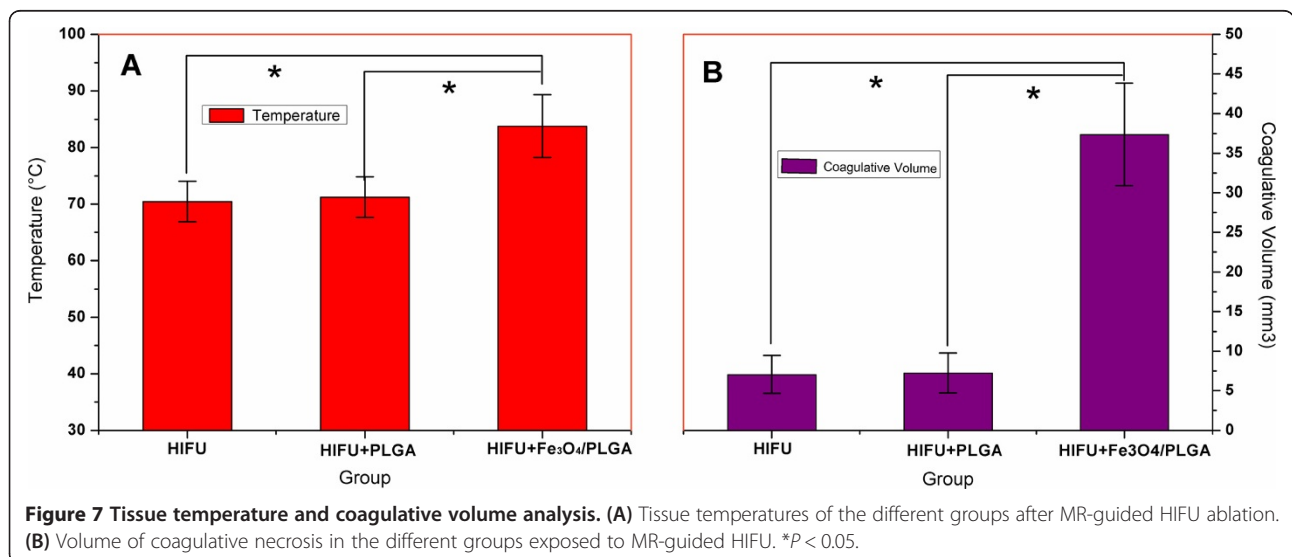 A
*
*
Temperature
100
90
80
70
60
50
40
30
Temperature (°C)
HIFU
HIFU+PLGA
HIFU+Fe₃O₄/PLGA
Group
B
*
*
Coagulative Volume
50
45
40
35
30
25
20
15
10
5
0
Coagulative Volume (mm3)
HIFU
HIFU+PLGA
HIFU+Fe3O4/PLGA
Group
Figure 7 Tissue temperature and coagulative volume analysis. (A) Tissue temperatures of the different groups after MR-guided HIFU ablation.
(B) Volume of coagulative necrosis in the different groups exposed to MR-guided HIFU. *P < 0.05.